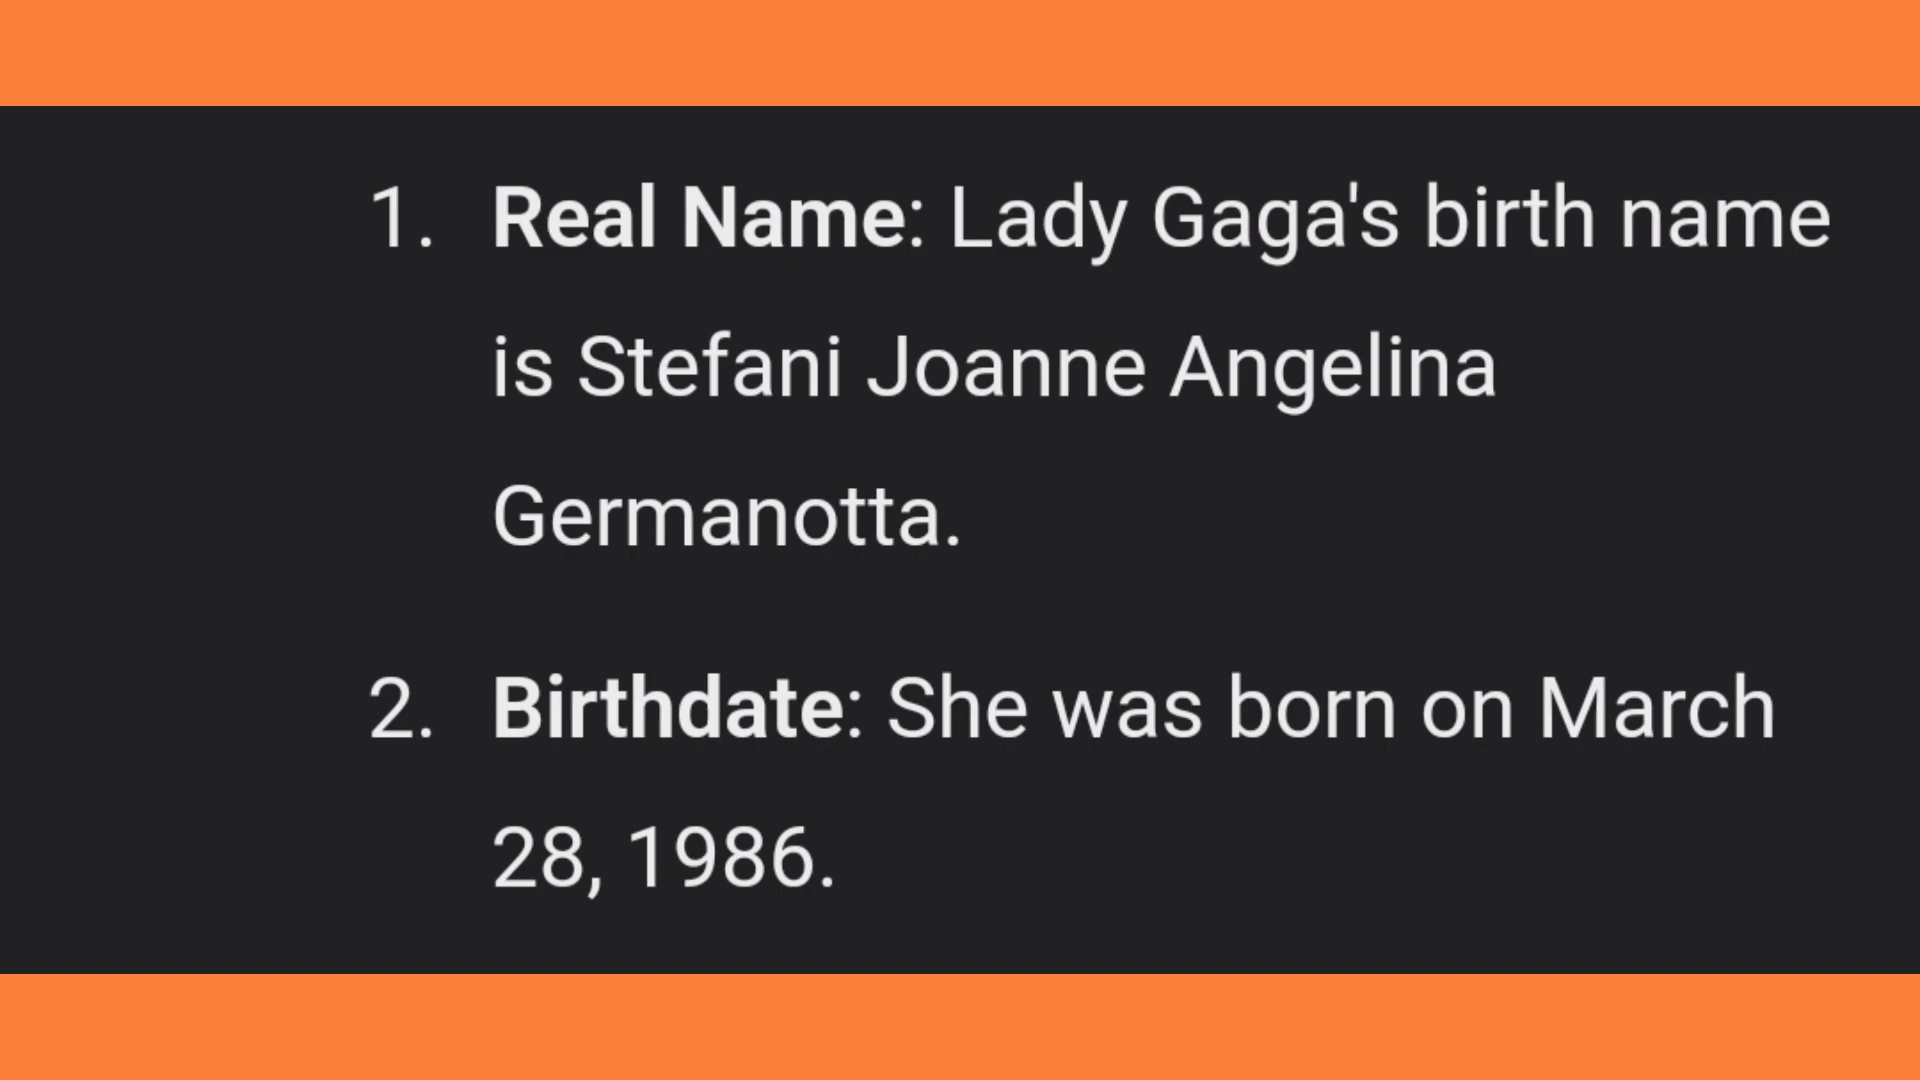 1. Real Name: Lady Gaga's birth name
is Stefani Joanne Angelina
Germanotta.
2. Birthdate: She was born on March
28, 1986.